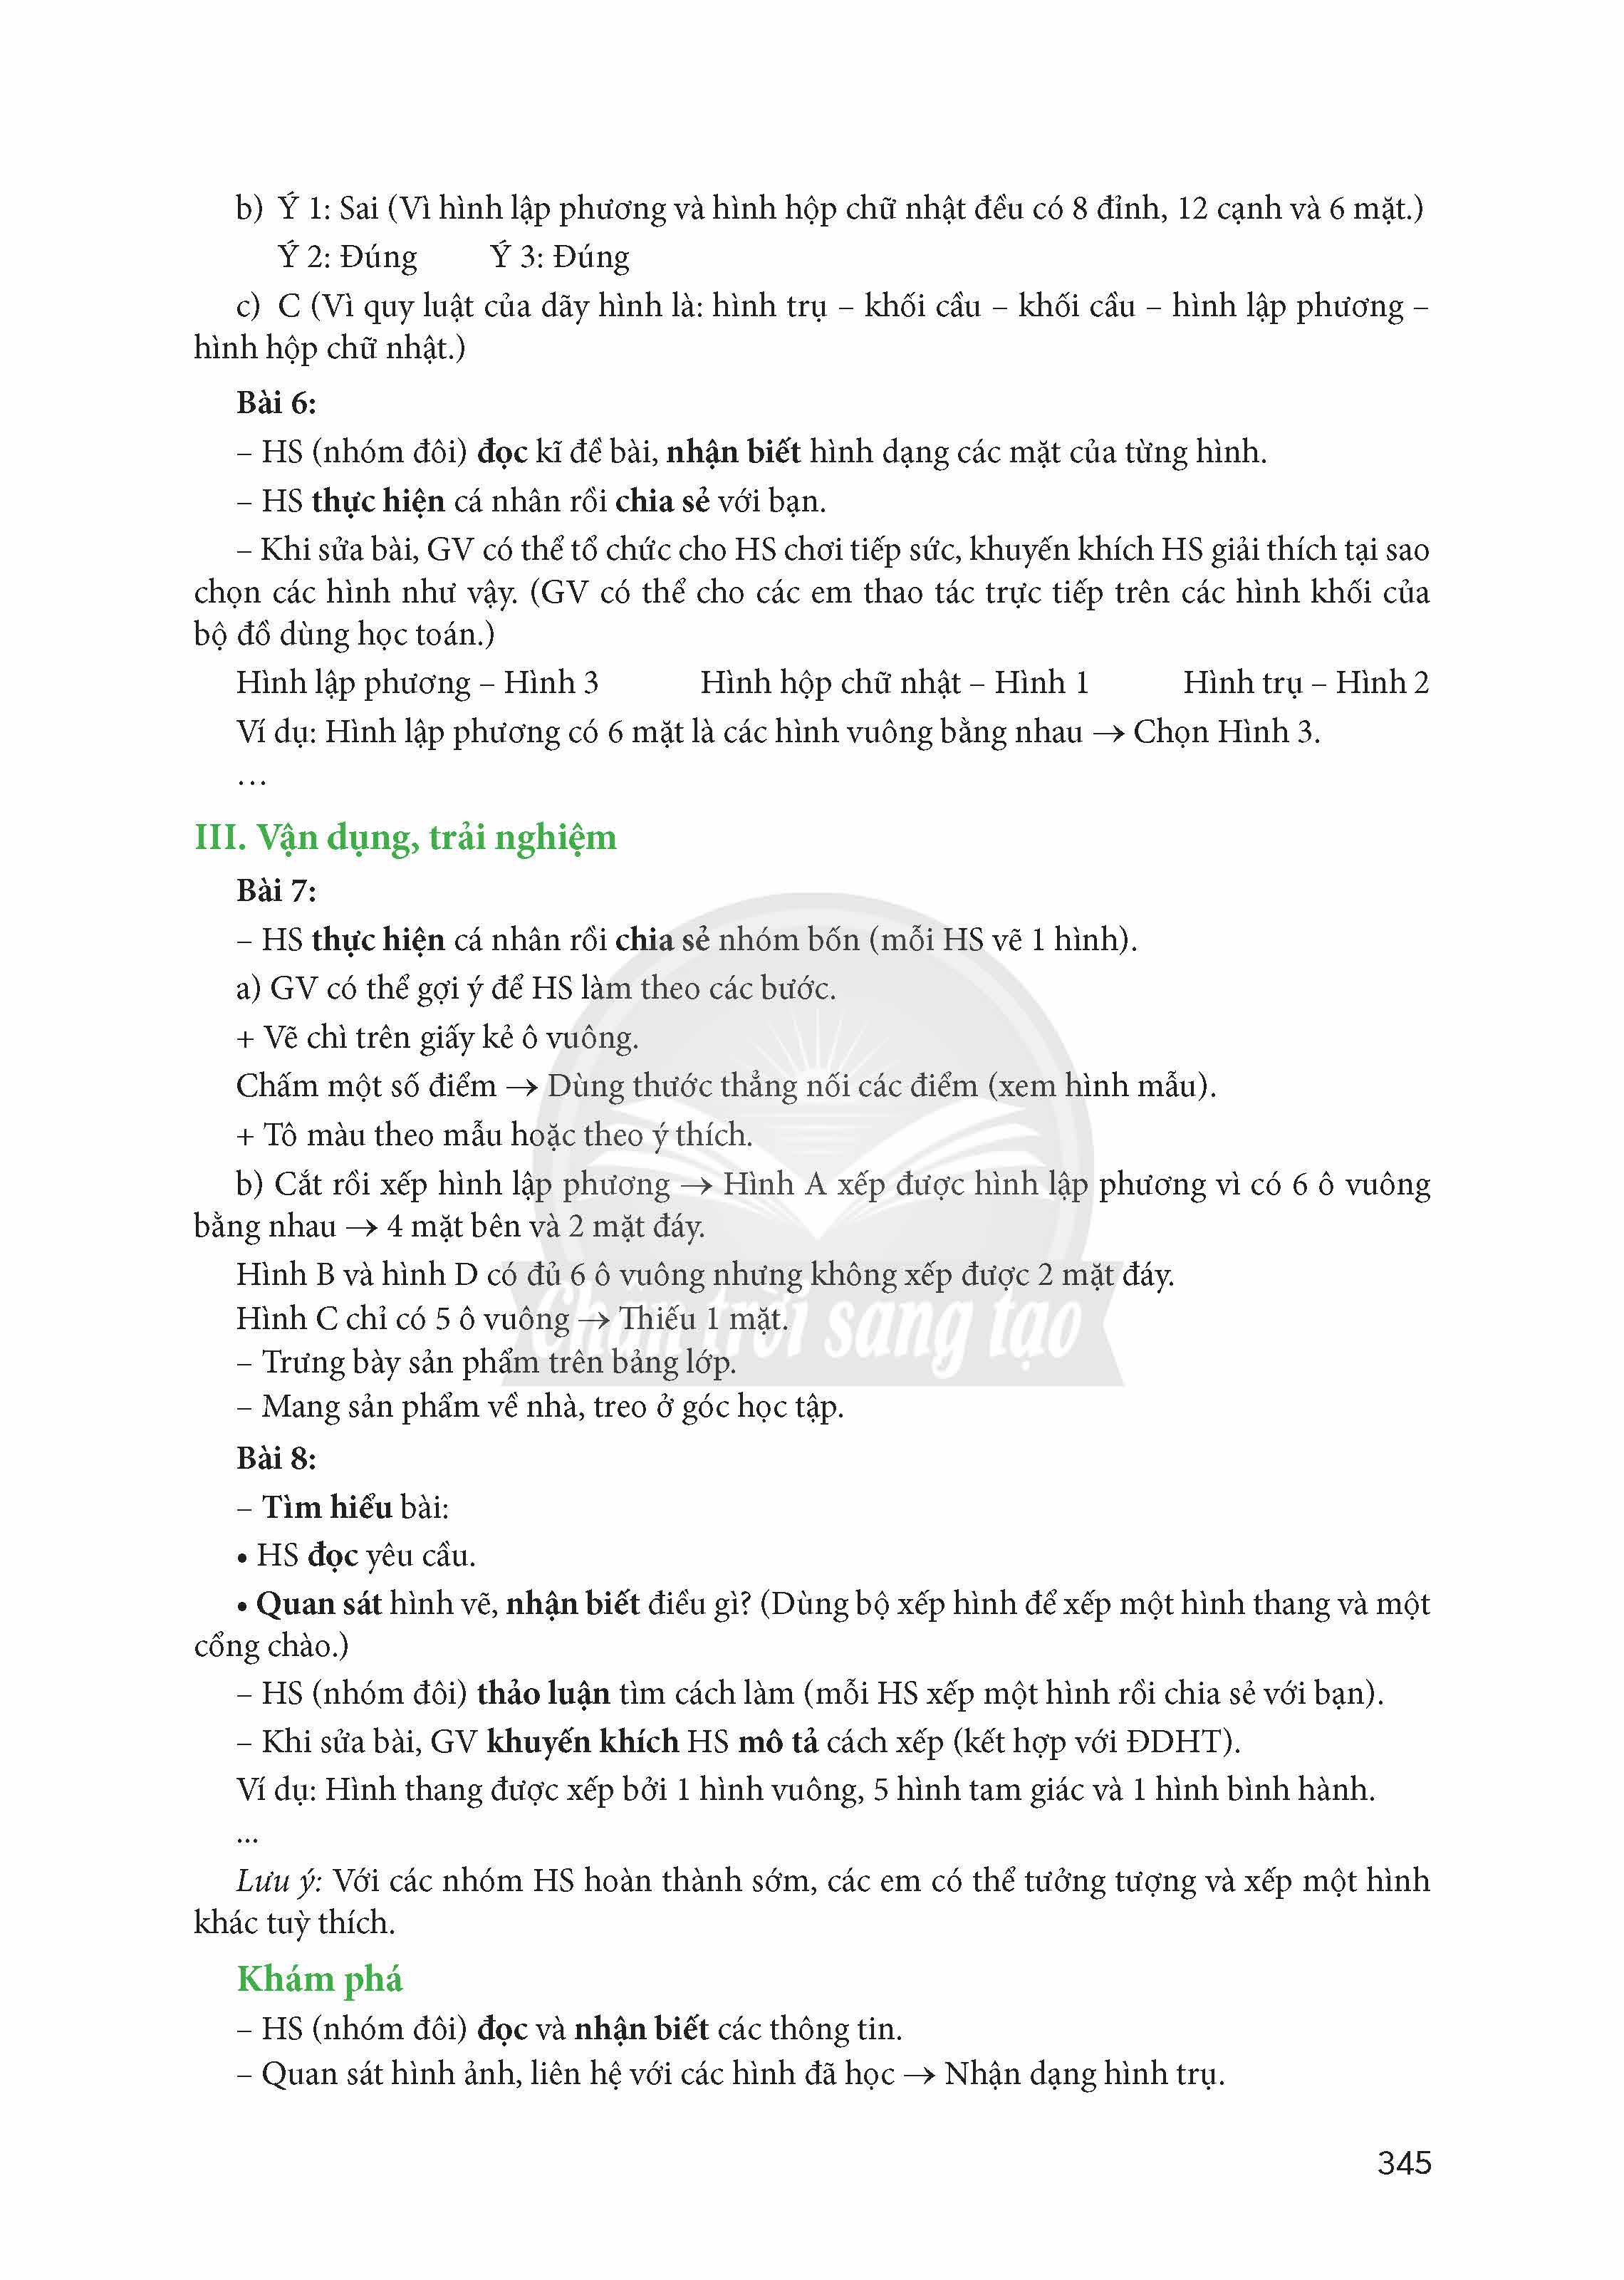 b) Ý 1: Sai (Vì hình lập phương và hình hộp chữ nhật đều có 8 đỉnh, 12 cạnh và 6 mặt.)
Ý 2: Đúng Ý 3: Đúng
c) C (Vì quy luật của dãy hình là: hình trụ – khối cầu – khối cầu – hình lập phương –
hình hộp chữ nhật.)
Bài 6:
– HS (nhóm đôi) đọc kĩ đề bài, nhận biết hình dạng các mặt của từng hình.
– HS thực hiện cá nhân rồi chia sẻ với bạn.
– Khi sửa bài, GV có thể tổ chức cho HS chơi tiếp sức, khuyến khích HS giải thích tại sao
chọn các hình như vậy. (GV có thể cho các em thao tác trực tiếp trên các hình khối của
bộ đồ dùng học toán.)
Hình lập phương – Hình 3 Hình hộp chữ nhật – Hình 1 Hình trụ – Hình 2
Ví dụ: Hình lập phương có 6 mặt là các hình vuông bằng nhau → Chọn Hình 3.
…
III. Vận dụng, trải nghiệm
Bài 7:
– HS thực hiện cá nhân rồi chia sẻ nhóm bốn (mỗi HS vẽ 1 hình).
a) GV có thể gợi ý để HS làm theo các bước.
+ Vẽ chì trên giấy kẻ ô vuông.
Chấm một số điểm → Dùng thước thẳng nối các điểm (xem hình mẫu).
+ Tô màu theo mẫu hoặc theo ý thích.
b) Cắt rồi xếp hình lập phương → Hình A xếp được hình lập phương vì có 6 ô vuông
bằng nhau → 4 mặt bên và 2 mặt đáy.
Hình B và hình D có đủ 6 ô vuông nhưng không xếp được 2 mặt đáy.
Hình C chỉ có 5 ô vuông → Thiếu 1 mặt.
Chân trời sáng tạo
– Trưng bày sản phẩm trên bảng lớp.
– Mang sản phẩm về nhà, treo ở góc học tập.
Bài 8:
– Tìm hiểu bài:
• HS đọc yêu cầu.
• Quan sát hình vẽ, nhận biết điều gì? (Dùng bộ xếp hình để xếp một hình thang và một
cổng chào.)
– HS (nhóm đôi) thảo luận tìm cách làm (mỗi HS xếp một hình rồi chia sẻ với bạn).
– Khi sửa bài, GV khuyến khích HS mô tả cách xếp (kết hợp với ĐDHT).
Ví dụ: Hình thang được xếp bởi 1 hình vuông, 5 hình tam giác và 1 hình bình hành.
...
Lưu ý: Với các nhóm HS hoàn thành sớm, các em có thể tưởng tượng và xếp một hình
khác tuỳ thích.
Khám phá
– HS (nhóm đôi) đọc và nhận biết các thông tin.
– Quan sát hình ảnh, liên hệ với các hình đã học → Nhận dạng hình trụ.
345